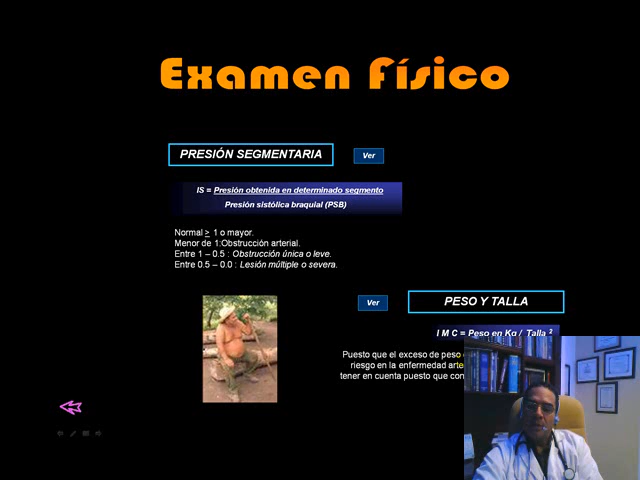 Examen Físico
PRESIÓN SEGMENTARIA
Ver
IS = Presión obtenida en determinado segmento
Presión sistólica braquial (PSB)
Normal > 1 o mayor.
Menor de 1:Obstrucción arterial.
Entre 1 – 0.5 : Obstrucción única o leve.
Entre 0.5 – 0.0 : Lesión múltiple o severa.
Ver
PESO Y TALLA
I M C = Peso en Kg / Talla 2
Puesto que el exceso de peso
riesgo en la enfermedad
tener en cuenta puesto que